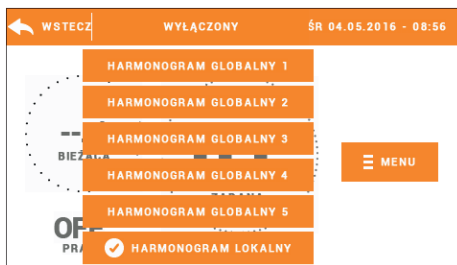 WSTECZ
WYŁĄCZONY
ŚR 04.05.2016 - 08:56
HARMONOGRAM GLOBALNY 1
HARMONOGRAM GLOBALNY 2
HARMONOGRAM GLOBALNY 3
HARMONOGRAM GLOBALNY 4
HARMONOGRAM GLOBALNY 5
HARMONOGRAM LOKALNY
BIEŻĄCA
MENU